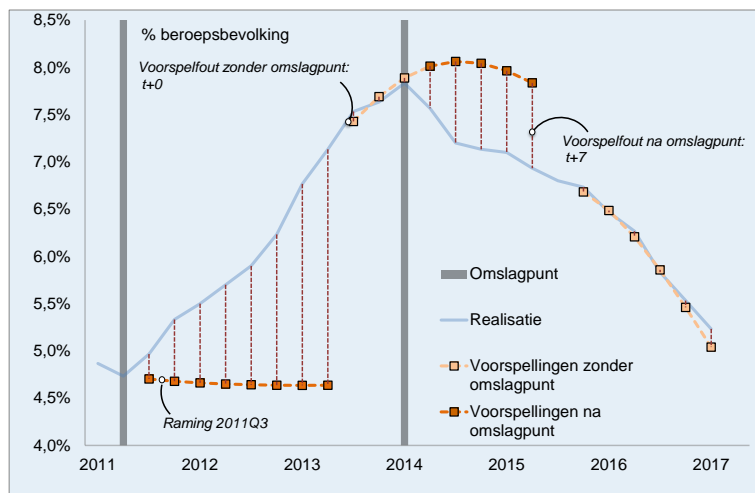 8,5%
% beroepsbevolking
Voorspelfout zonder omslagpunt:
t+0
8,0%
7,5%
Voorspelfout na omslagpunt:
t+7
7,0%
6,5%
6,0%
Omslagpunt
5,5%
Realisatie
5,0%
Voorspellingen zonder
omslagpunt
4,5%
Voorspellingen na
omslagpunt
Raming 2011Q3
4,0%
2011 2012 2013 2014 2015 2016 2017